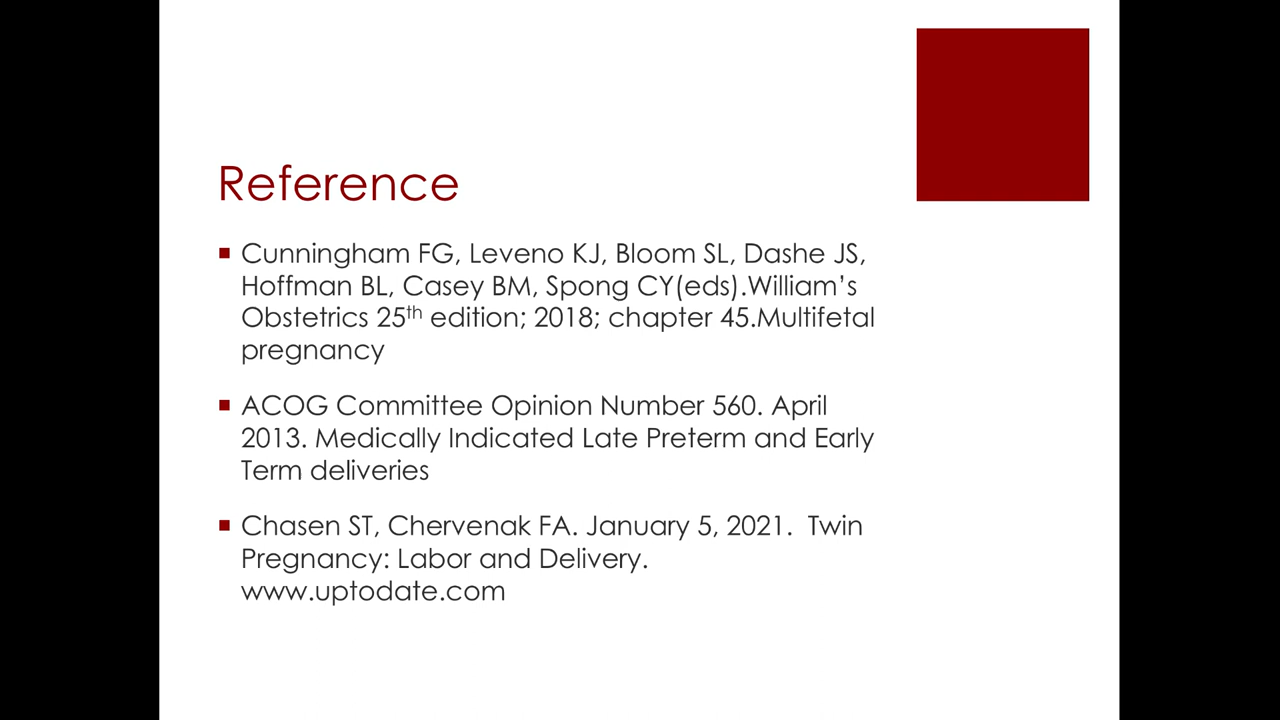 Reference
Cunningham FG, Leveno KJ, Bloom SL, Dashe JS,
Hoffman BL, Casey BM, Spong CY(eds).William’s
Obstetrics 25th edition; 2018; chapter 45.Multifetal
pregnancy
ACOG Committee Opinion Number 560. April
2013. Medically Indicated Late Preterm and Early
Term deliveries
Chasen ST, Chervenak FA. January 5, 2021.  Twin
Pregnancy: Labor and Delivery.
www.uptodate.com